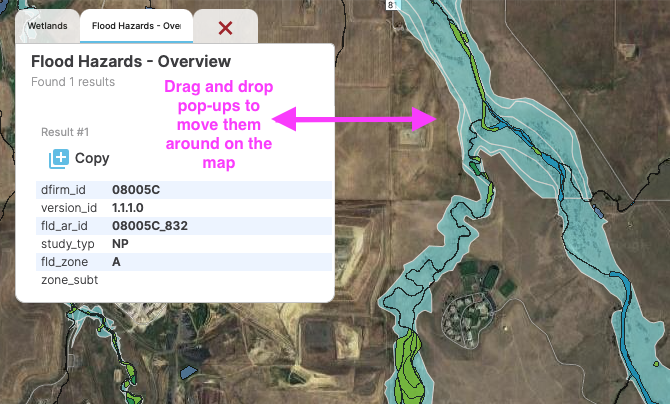 81
Wetlands
Flood Hazards - Over
Flood Hazards - Overview
Found 1 results
Drag and drop
pop-ups to
move them
around on the
map
Result #1
Copy
dfirm_id 08005C
version_id 1.1.1.0
fld_ar_id 08005C_832
study_typ NP
fld_zone A
zone_subt